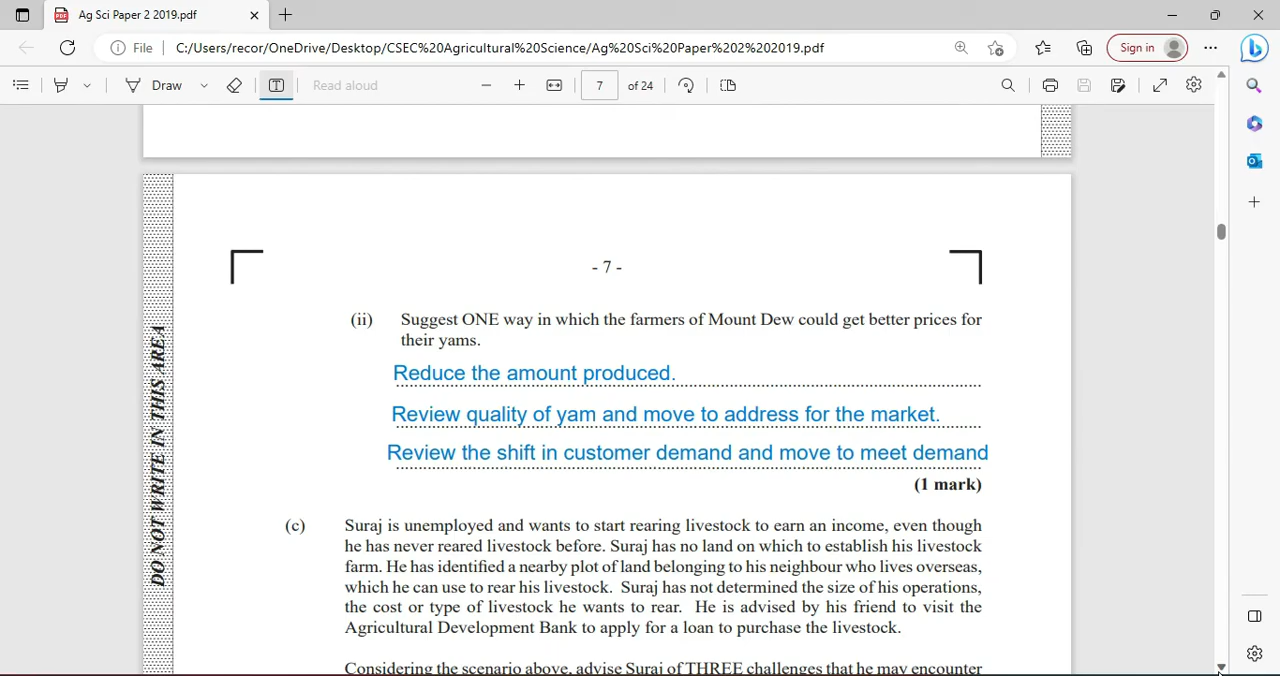 Ag Sci Paper 2 2019.pdf
File C:/Users/recor/OneDrive/Desktop/CSEC%20Agricultural%20Science/Ag%20Sci%20Paper%202%202019.pdf Sign in
Draw Read aloud 7 of 24
- 7 -
(ii) Suggest ONE way in which the farmers of Mount Dew could get better prices for
their yams.
Reduce the amount produced.
Review quality of yam and move to address for the market.
Review the shift in customer demand and move to meet demand
(1 mark)
(c) Suraj is unemployed and wants to start rearing livestock to earn an income, even though
he has never reared livestock before. Suraj has no land on which to establish his livestock
farm. He has identified a nearby plot of land belonging to his neighbour who lives overseas,
which he can use to rear his livestock. Suraj has not determined the size of his operations,
the cost or type of livestock he wants to rear. He is advised by his friend to visit the
Agricultural Development Bank to apply for a loan to purchase the livestock.
Considering the scenario above, advise Suraj of THREE challenges that he may encounter
DO NOT WRITE IN THIS AREA